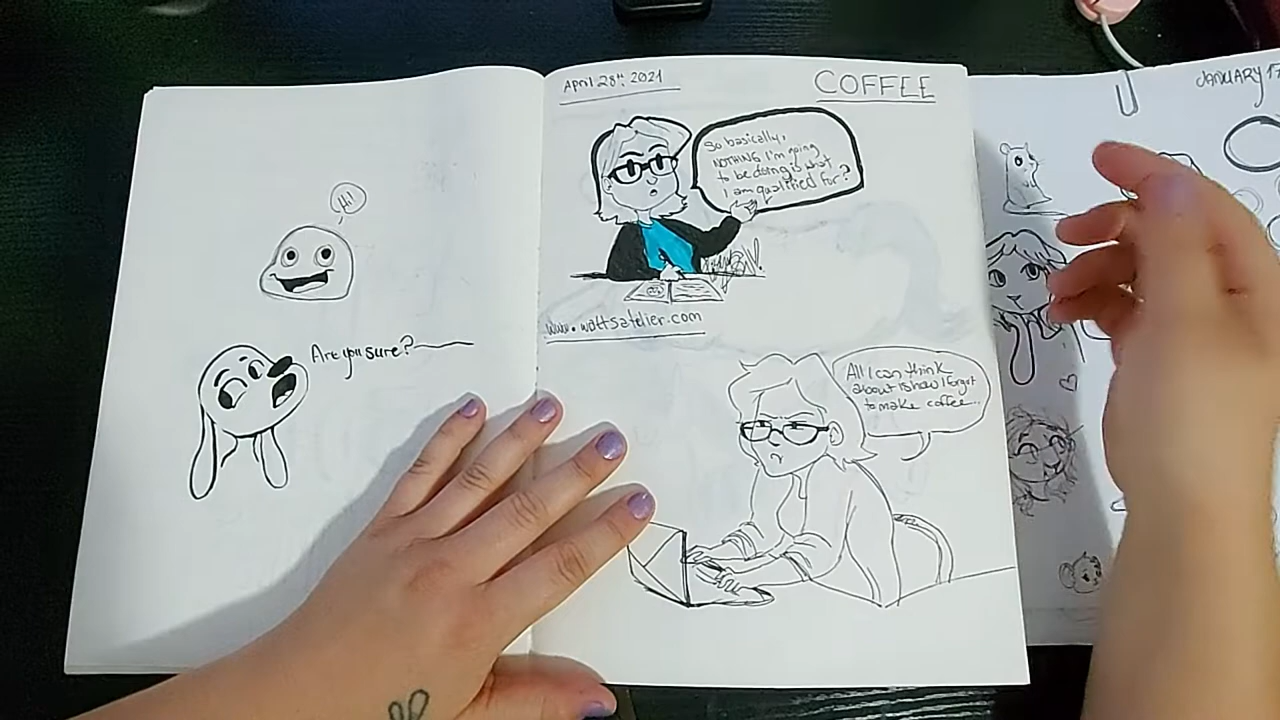 Hi!
Are you sure?
April 28th, 2021
COFFEE
So basically,
NOTHING I'm going
to be doing is what
I am qualified for?
www.wattsatelier.com
All I can think
about is how I forgot
to make coffee...
JANUARY 17